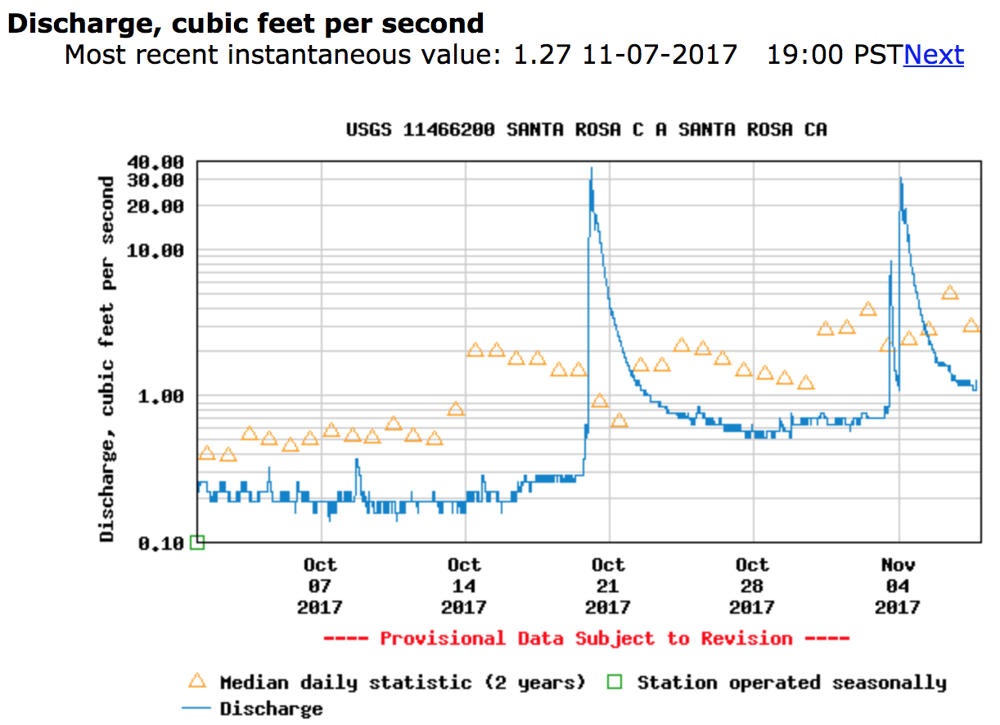 Discharge, cubic feet per second
Most recent instantaneous value: 1.27 11-07-2017 19:00 PSTNext
USGS 11466200 SANTA ROSA C A SANTA ROSA CA
Discharge, cubic feet per second
40.00
30.00
20.00
10.00
1.00
0.10
Oct Oct Oct Oct Nov
07 14 21 28 04
2017 2017 2017 2017 2017
---- Provisional Data Subject to Revision ----
Median daily statistic (2 years) Station operated seasonally
Discharge